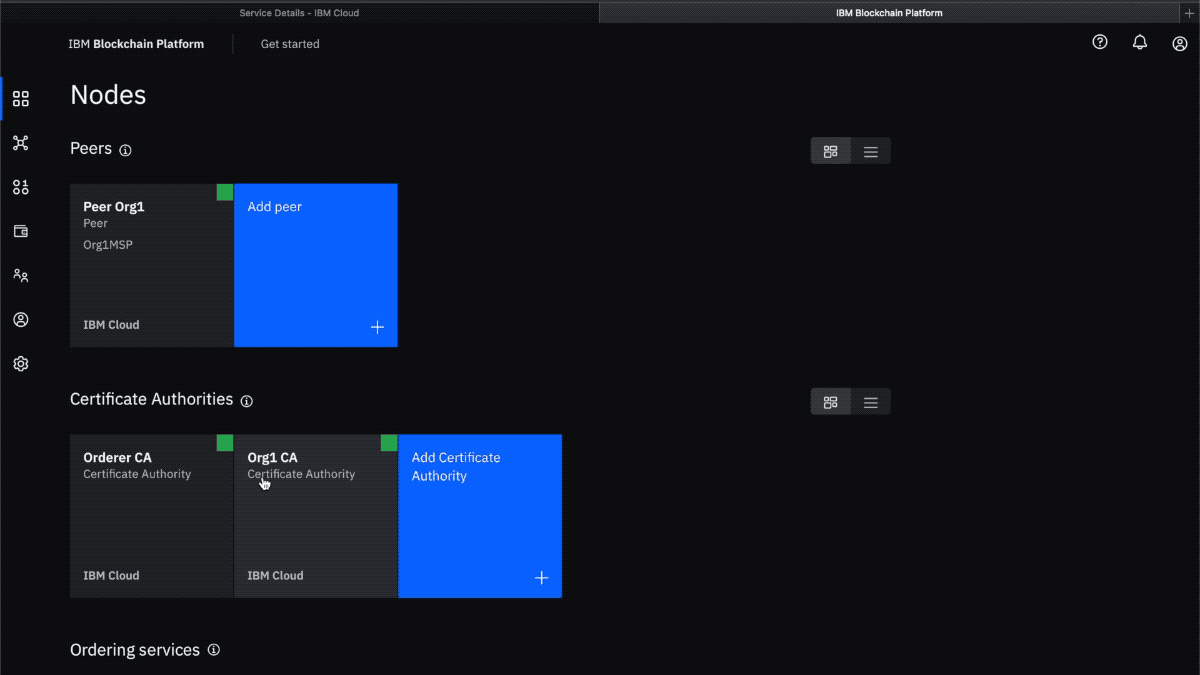 Service Details - IBM Cloud
IBM Blockchain Platform
IBM Blockchain Platform
Get started
Nodes
Peers
Peer Org1
Peer
Org1MSP
IBM Cloud
Add peer
Certificate Authorities
Orderer CA
Certificate Authority
IBM Cloud
Org1 CA
Certificate Authority
IBM Cloud
Add Certificate
Authority
Ordering services